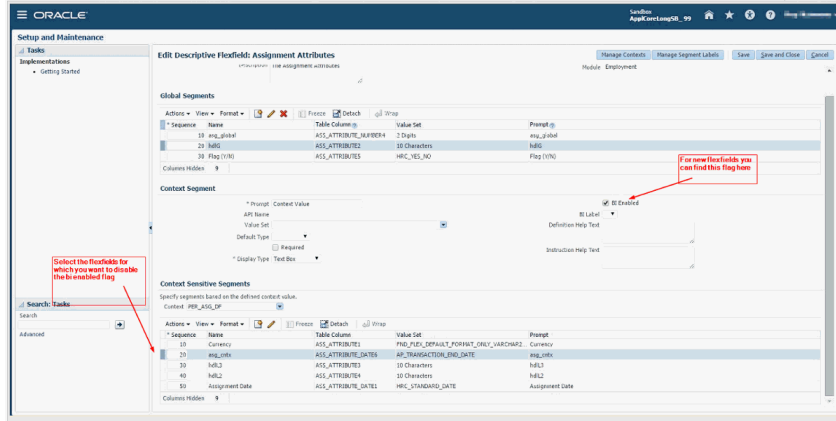 ORACLE
Sandbox
ApplCoreLongSB_99
Setup and Maintenance
Tasks
Implementations
Getting Started
Edit Descriptive Flexfield: Assignment Attributes
Manage Contexts Manage Segment Labels Save Save and Close Cancel
Description The Assignment Attributes
Module Employment
Global Segments
Actions View Format Freeze Detach Wrap
* Sequence Name Table Column Value Set Prompt
10 asg_global ASS_ATTRIBUTE_NUMBER4 2 Digits asg_global
20 hdlG ASS_ATTRIBUTE2 10 Characters hdlG
30 Flag (Y/N) ASS_ATTRIBUTE5 HRC_YES_NO Flag (Y/N)
Columns Hidden 9
For new flexfields you
can find this flag here
Context Segment
* Prompt Context Value
API Name
Value Set
Default Type
Required
* Display Type Text Box
BI Enabled
BI Label
Definition Help Text
Instruction Help Text
Select the flexfields for
which you want to disable
the bi enabled flag
Context Sensitive Segments
Specify segments based on the defined context value.
Context PER_ASG_DF
Actions View Format Freeze Detach Wrap
* Sequence Name Table Column Value Set Prompt
10 Currency ASS_ATTRIBUTE1 FND_FLEX_DEFAULT_FORMAT_ONLY_VARCHAR2... Currency
20 asg_cntx ASS_ATTRIBUTE_DATE6 AP_TRANSACTION_END_DATE asg_cntx
30 hdlL3 ASS_ATTRIBUTE3 10 Characters hdlL3
40 hdlL2 ASS_ATTRIBUTE4 10 Characters hdlL2
50 Assignment Date ASS_ATTRIBUTE_DATE1 HRC_STANDARD_DATE Assignment Date
Columns Hidden 9
Search: Tasks
Search
Advanced